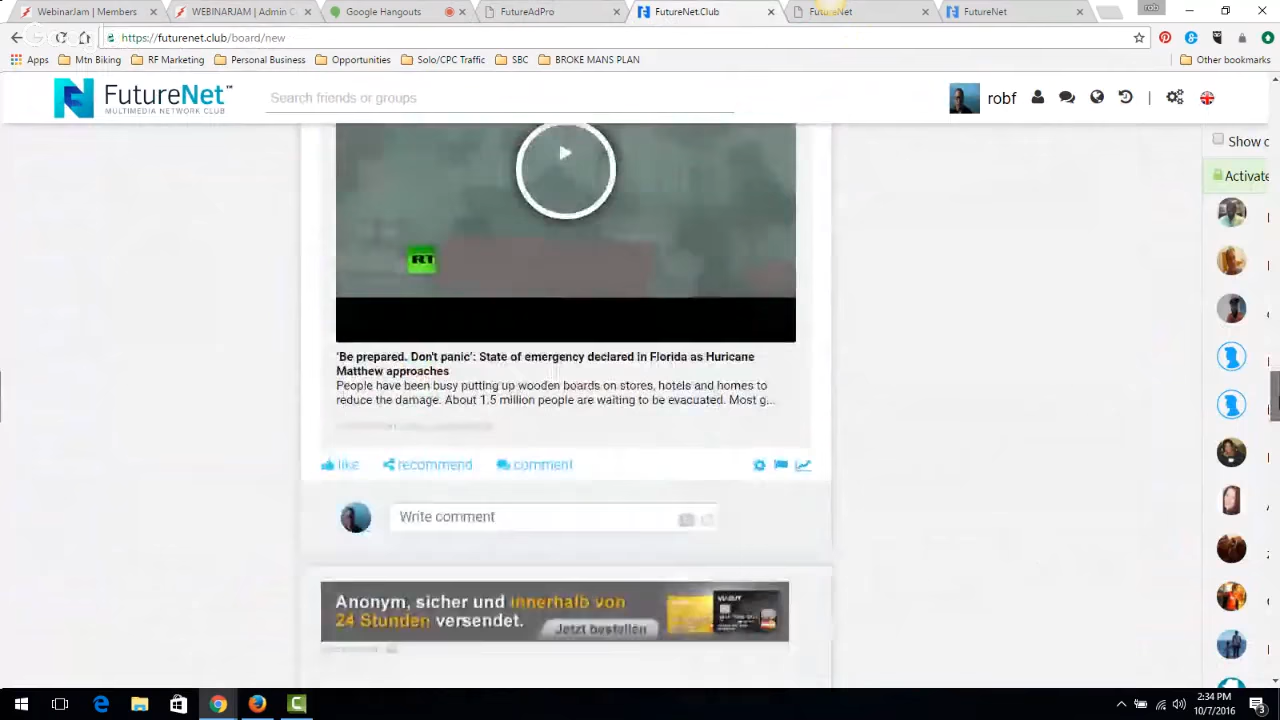 WebinarJam | Members
WEBINARJAM | Admin C
Google Hangouts
FutureAdPro
FutureNet.Club
FutureNet
FutureNet
rob
https://futurenet.club/board/new
Apps
Mtn Biking
RF Marketing
Personal Business
Opportunities
Solo/CPC Traffic
SBC
BROKE MANS PLAN
Other bookmarks
FutureNet™
MULTIMEDIA NETWORK CLUB
Search friends or groups
robf
Show c
Activate
RT
'Be prepared. Don't panic': State of emergency declared in Florida as Huricane
Matthew approaches
People have been busy putting up wooden boards on stores, hotels and homes to
reduce the damage. About 1.5 million people are waiting to be evacuated. Most g...
like
recommend
comment
Write comment
Anonym, sicher und innerhalb von
24 Stunden versendet.
Jetzt bestellen
2:34 PM
10/7/2016
3